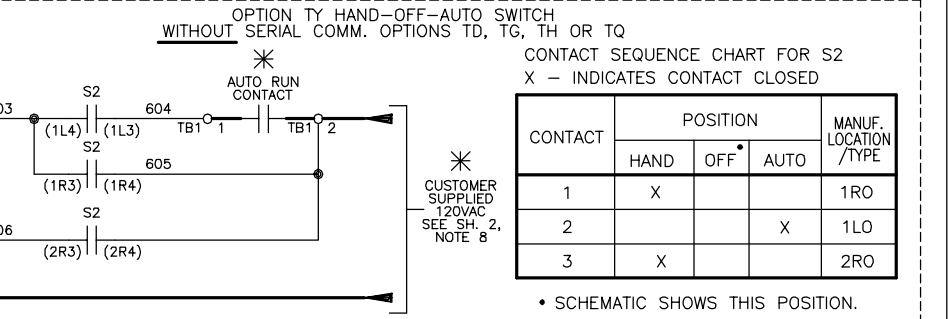 OPTION TY HAND-OFF-AUTO SWITCH
WITHOUT SERIAL COMM. OPTIONS TD, TG, TH OR TQ
AUTO RUN
CONTACT
S2
03
604
(1L4) (1L3)
TB1 1
TB1 2
S2
605
(1R3) (1R4)
S2
06
(2R3) (2R4)
CUSTOMER
SUPPLIED
120VAC
SEE SH. 2,
NOTE 8
CONTACT SEQUENCE CHART FOR S2
X - INDICATES CONTACT CLOSED
CONTACT POSITION MANUF. LOCATION /TYPE
HAND OFF• AUTO
1 X 1RO
2 X 1LO
3 X 2RO
• SCHEMATIC SHOWS THIS POSITION.